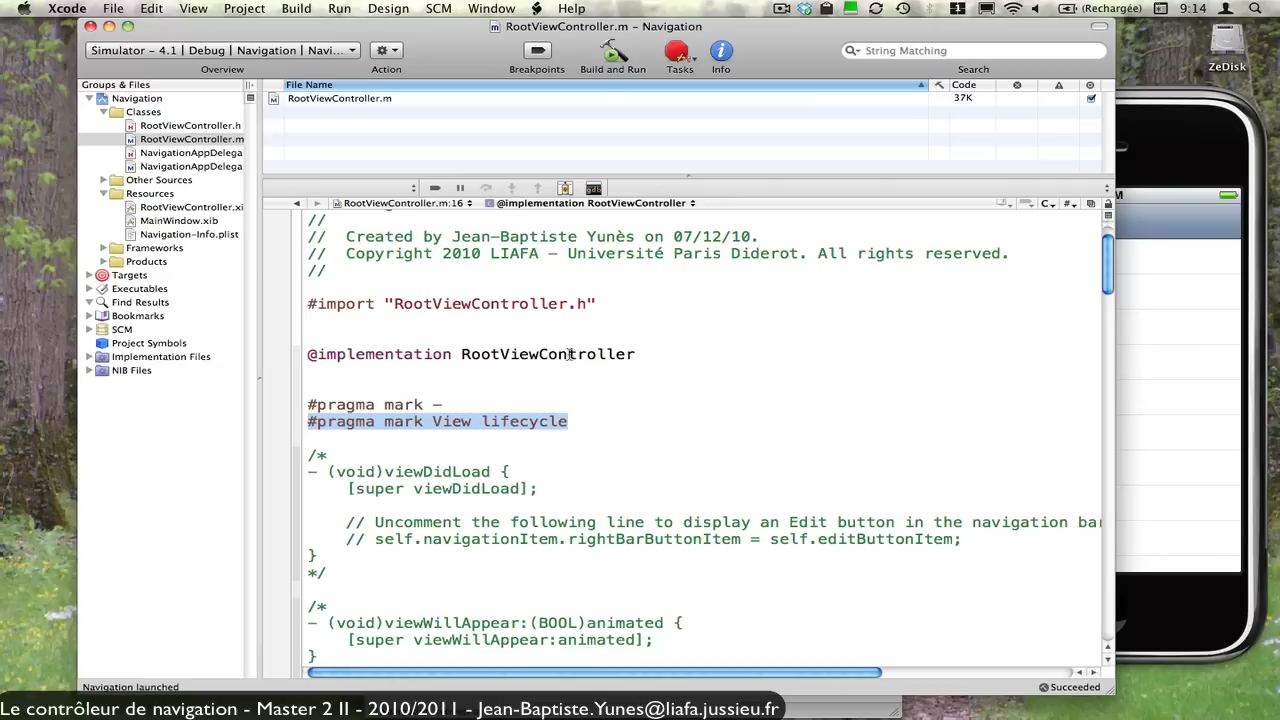 Xcode File Edit View Project Build Run Design SCM Window Help (Rechargée) 9:14
RootViewController.m - Navigation
Simulator - 4.1 | Debug | Navigation | Navi...
String Matching
Overview Action Breakpoints Build and Run Tasks Info Search
ZeDisk
Groups & Files
File Name Code
Navigation
RootViewController.m 37K
Classes
RootViewController.h
RootViewController.m
NavigationAppDelega
NavigationAppDelega
Other Sources
Resources
RootViewController.xi
MainWindow.xib
Navigation-Info.plist
Frameworks
Products
Targets
Executables
Find Results
Bookmarks
SCM
Project Symbols
Implementation Files
NIB Files
RootViewController.m:16 @implementation RootViewController
//
// Created by Jean-Baptiste Yunès on 07/12/10.
// Copyright 2010 LIAFA - Université Paris Diderot. All rights reserved.
//
#import "RootViewController.h"
@implementation RootViewController
#pragma mark -
#pragma mark View lifecycle
/*
- (void)viewDidLoad {
[super viewDidLoad];
// Uncomment the following line to display an Edit button in the navigation bar
// self.navigationItem.rightBarButtonItem = self.editButtonItem;
}
*/
/*
- (void)viewWillAppear:(BOOL)animated {
[super viewWillAppear:animated];
}
Navigation launched
Succeeded
Le contrôleur de navigation - Master 2 II - 2010/2011 - Jean-Baptiste.Yunes@liafa.jussieu.fr